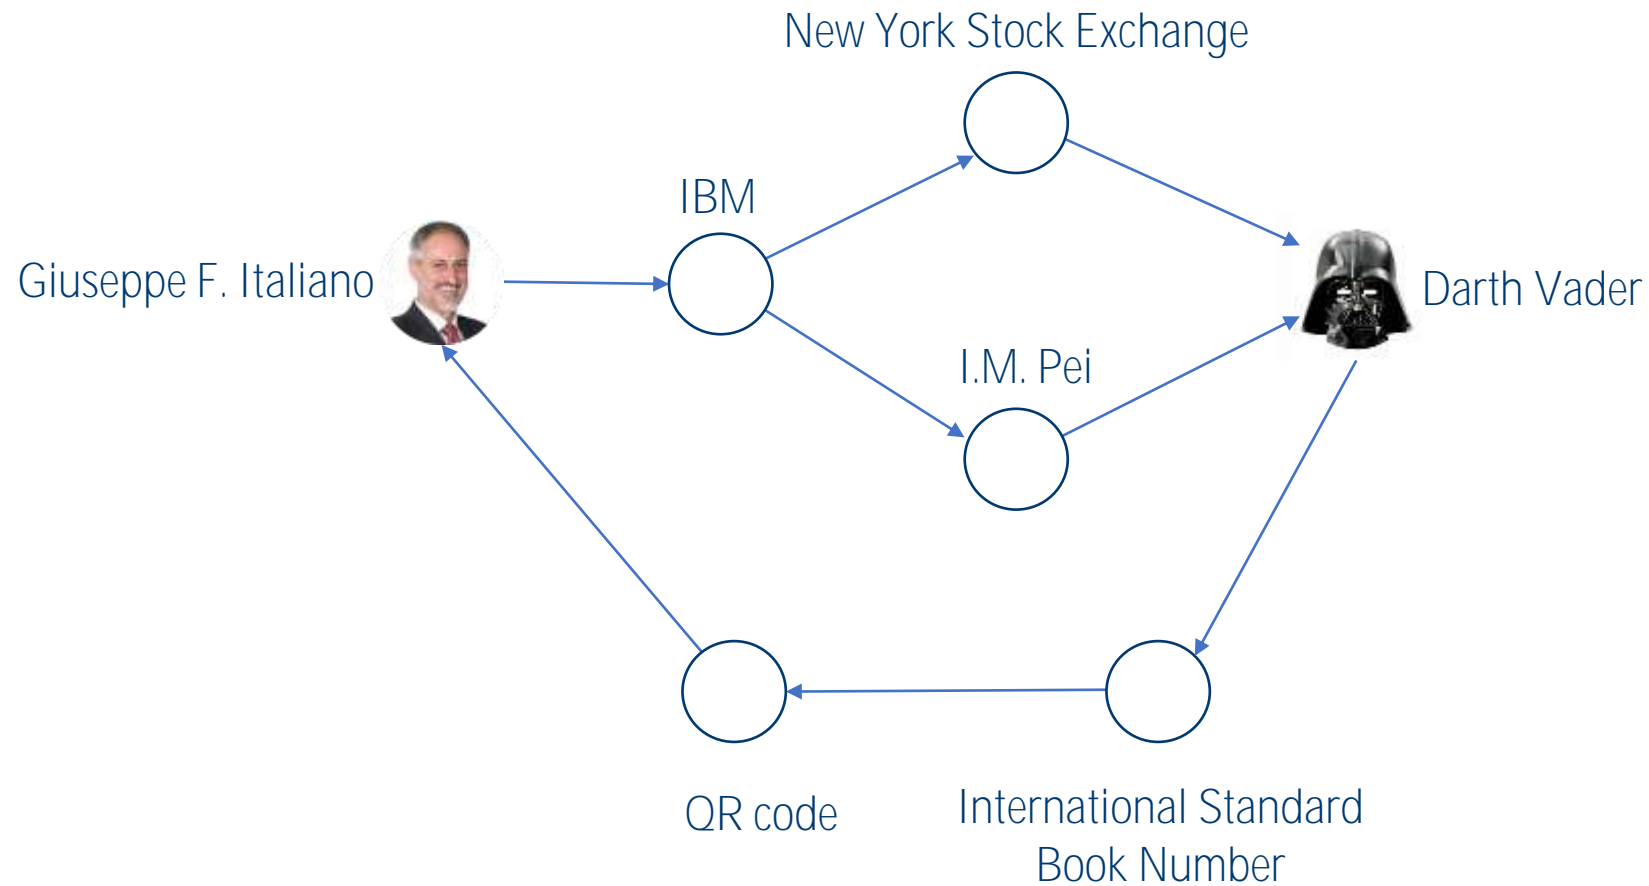 New York Stock Exchange
IBM
Giuseppe F. Italiano
Darth Vader
I.M. Pei
QR code
International Standard
Book Number